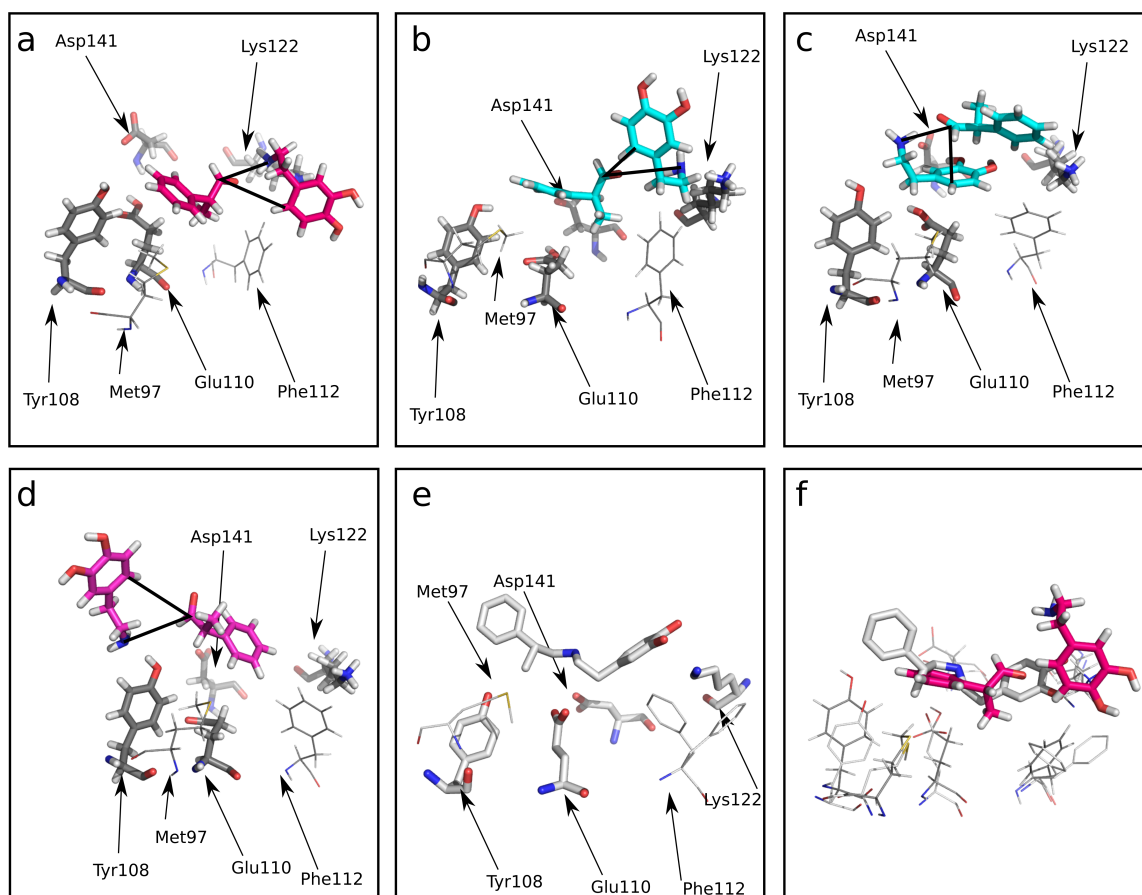 a
Asp141
Lys122
Tyr108
Met97
Glu110
Phe112
b
Asp141
Lys122
Met97
Glu110
Phe112
Tyr108
c
Asp141
Lys122
Tyr108
Met97
Glu110
Phe112
d
Asp141
Lys122
Met97
Tyr108
Glu110
Phe112
e
Met97
Asp141
Lys122
Tyr108
Glu110
Phe112
f